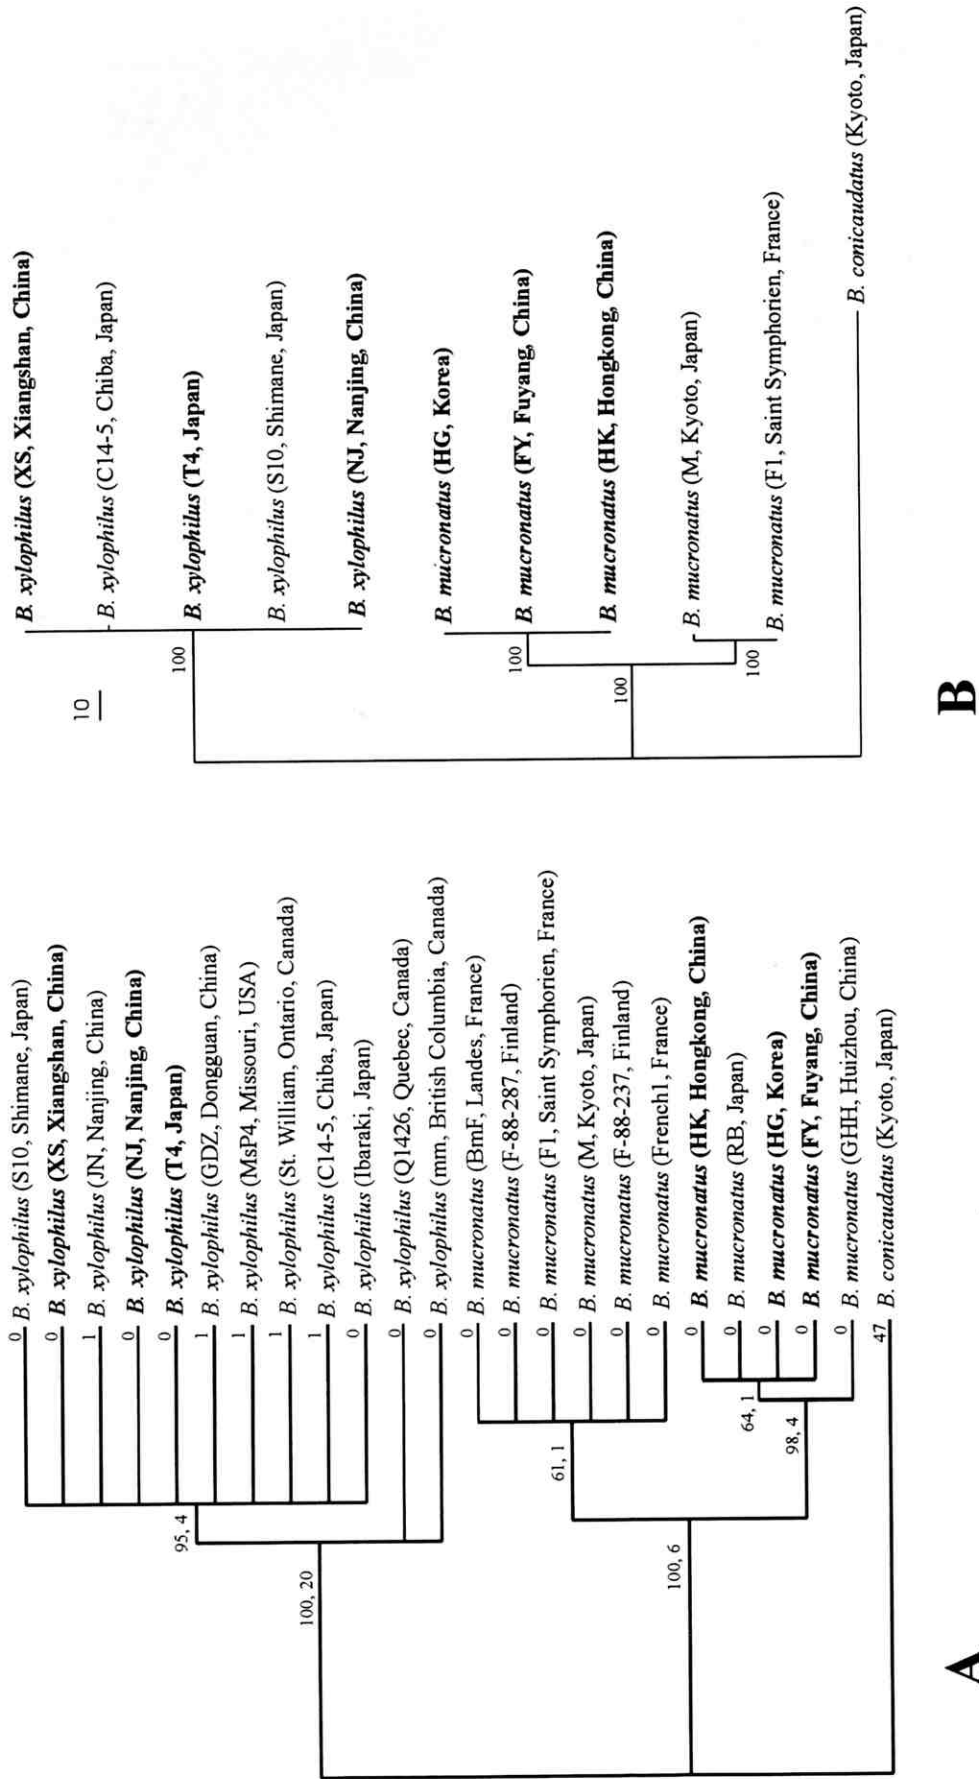 0 B. xylophilus (S10, Shimane, Japan)
0 B. xylophilus (XS, Xiangshan, China)
1 B. xylophilus (JN, Nanjing, China)
0 B. xylophilus (NJ, Nanjing, China)
0 B. xylophilus (T4, Japan)
1 B. xylophilus (GDZ, Dongguan, China)
1 B. xylophilus (MsP4, Missouri, USA)
1 B. xylophilus (St. William, Ontario, Canada)
1 B. xylophilus (C14-5, Chiba, Japan)
0 B. xylophilus (Ibaraki, Japan)
0 B. xylophilus (Q1426, Quebec, Canada)
0 B. xylophilus (mm, British Columbia, Canada)
0 B. mucronatus (BmF, Landes, France)
0 B. mucronatus (F-88-287, Finland)
0 B. mucronatus (F1, Saint Symphorien, France)
0 B. mucronatus (M, Kyoto, Japan)
0 B. mucronatus (F-88-237, Finland)
0 B. mucronatus (French1, France)
0 B. mucronatus (HK, Hongkong, China)
0 B. mucronatus (RB, Japan)
0 B. mucronatus (HG, Korea)
0 B. mucronatus (FY, Fuyang, China)
0 B. mucronatus (GHH, Huizhou, China)
47 B. conicaudatus (Kyoto, Japan)
95, 4
100, 20
61, 1
100, 6
64, 1
98, 4
A
10
B. xylophilus (XS, Xiangshan, China)
B. xylophilus (C14-5, Chiba, Japan)
B. xylophilus (T4, Japan)
B. xylophilus (S10, Shimane, Japan)
B. xylophilus (NJ, Nanjing, China)
B. mucronatus (HG, Korea)
B. mucronatus (FY, Fuyang, China)
B. mucronatus (HK, Hongkong, China)
B. mucronatus (M, Kyoto, Japan)
B. mucronatus (F1, Saint Symphorien, France)
B. conicaudatus (Kyoto, Japan)
100
100
100
100
B